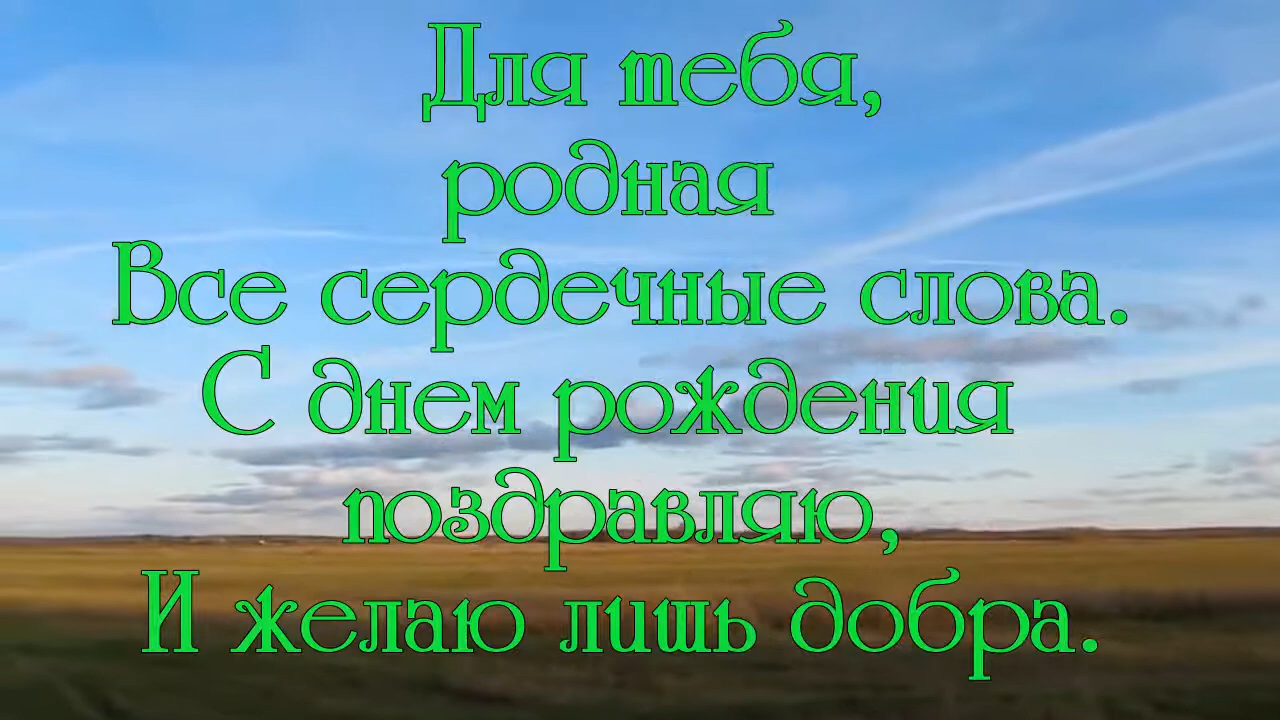 Для тебя,
родная
Все сердечные слова.
С днем рождения
поздравляю,
И желаю лишь добра.